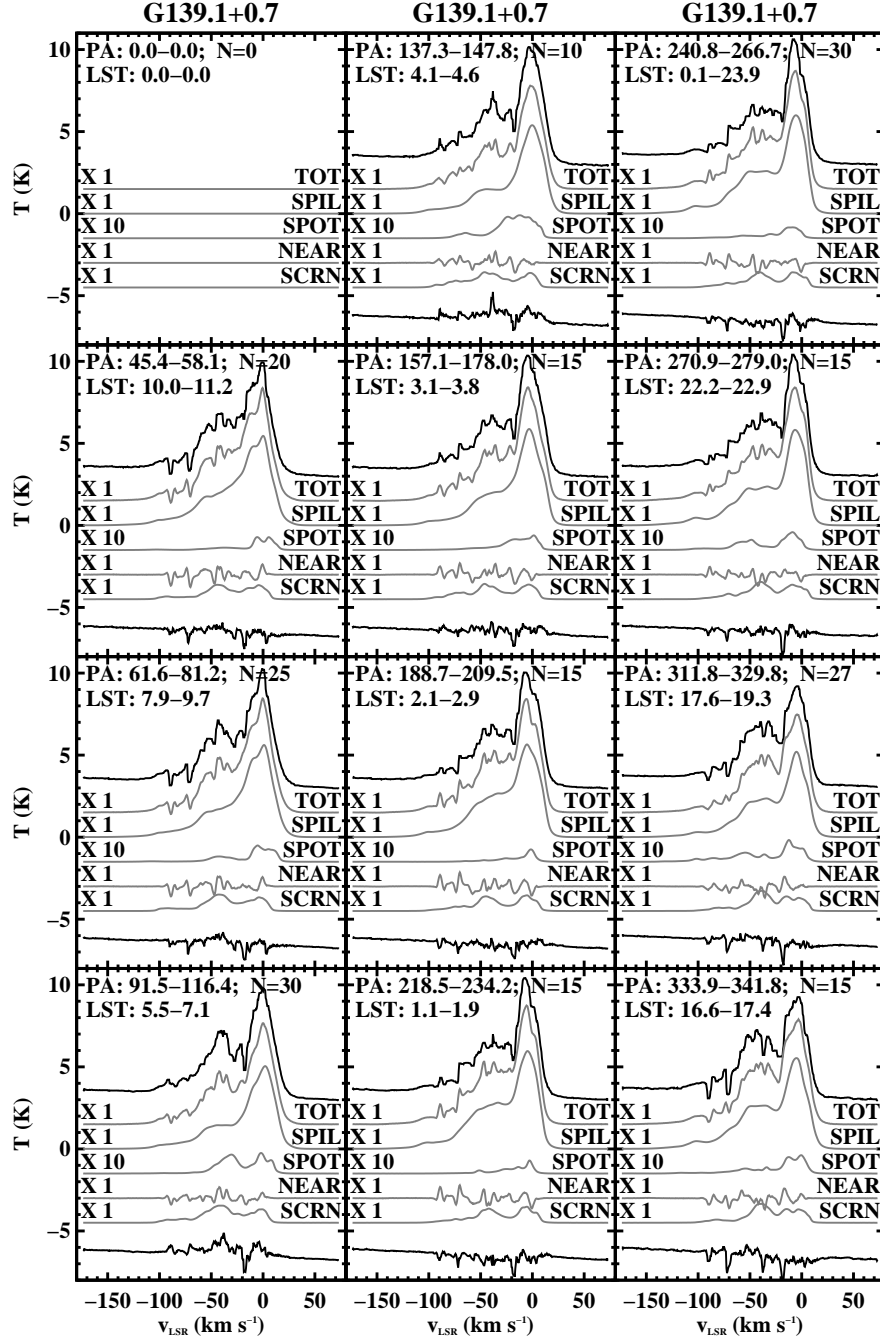 G139.1+0.7 G139.1+0.7 G139.1+0.7
PA: 0.0–0.0; N=0
LST: 0.0–0.0
X 1 TOT
X 1 SPIL
X 10 SPOT
X 1 NEAR
X 1 SCRN
PA: 137.3–147.8; N=10
LST: 4.1–4.6
X 1 TOT
X 1 SPIL
X 10 SPOT
X 1 NEAR
X 1 SCRN
PA: 240.8–266.7; N=30
LST: 0.1–23.9
X 1 TOT
X 1 SPIL
X 10 SPOT
X 1 NEAR
X 1 SCRN
10
5
0
−5
T (K)
PA: 45.4–58.1; N=20
LST: 10.0–11.2
X 1 TOT
X 1 SPIL
X 10 SPOT
X 1 NEAR
X 1 SCRN
PA: 157.1–178.0; N=15
LST: 3.1–3.8
X 1 TOT
X 1 SPIL
X 10 SPOT
X 1 NEAR
X 1 SCRN
PA: 270.9–279.0; N=15
LST: 22.2–22.9
X 1 TOT
X 1 SPIL
X 10 SPOT
X 1 NEAR
X 1 SCRN
10
5
0
−5
T (K)
PA: 61.6–81.2; N=25
LST: 7.9–9.7
X 1 TOT
X 1 SPIL
X 10 SPOT
X 1 NEAR
X 1 SCRN
PA: 188.7–209.5; N=15
LST: 2.1–2.9
X 1 TOT
X 1 SPIL
X 10 SPOT
X 1 NEAR
X 1 SCRN
PA: 311.8–329.8; N=27
LST: 17.6–19.3
X 1 TOT
X 1 SPIL
X 10 SPOT
X 1 NEAR
X 1 SCRN
10
5
0
−5
T (K)
PA: 91.5–116.4; N=30
LST: 5.5–7.1
X 1 TOT
X 1 SPIL
X 10 SPOT
X 1 NEAR
X 1 SCRN
PA: 218.5–234.2; N=15
LST: 1.1–1.9
X 1 TOT
X 1 SPIL
X 10 SPOT
X 1 NEAR
X 1 SCRN
PA: 333.9–341.8; N=15
LST: 16.6–17.4
X 1 TOT
X 1 SPIL
X 10 SPOT
X 1 NEAR
X 1 SCRN
10
5
0
−5
T (K)
−150 −100 −50 0 50 −150 −100 −50 0 50 −150 −100 −50 0 50
v_LSR (km s⁻¹) v_LSR (km s⁻¹) v_LSR (km s⁻¹)